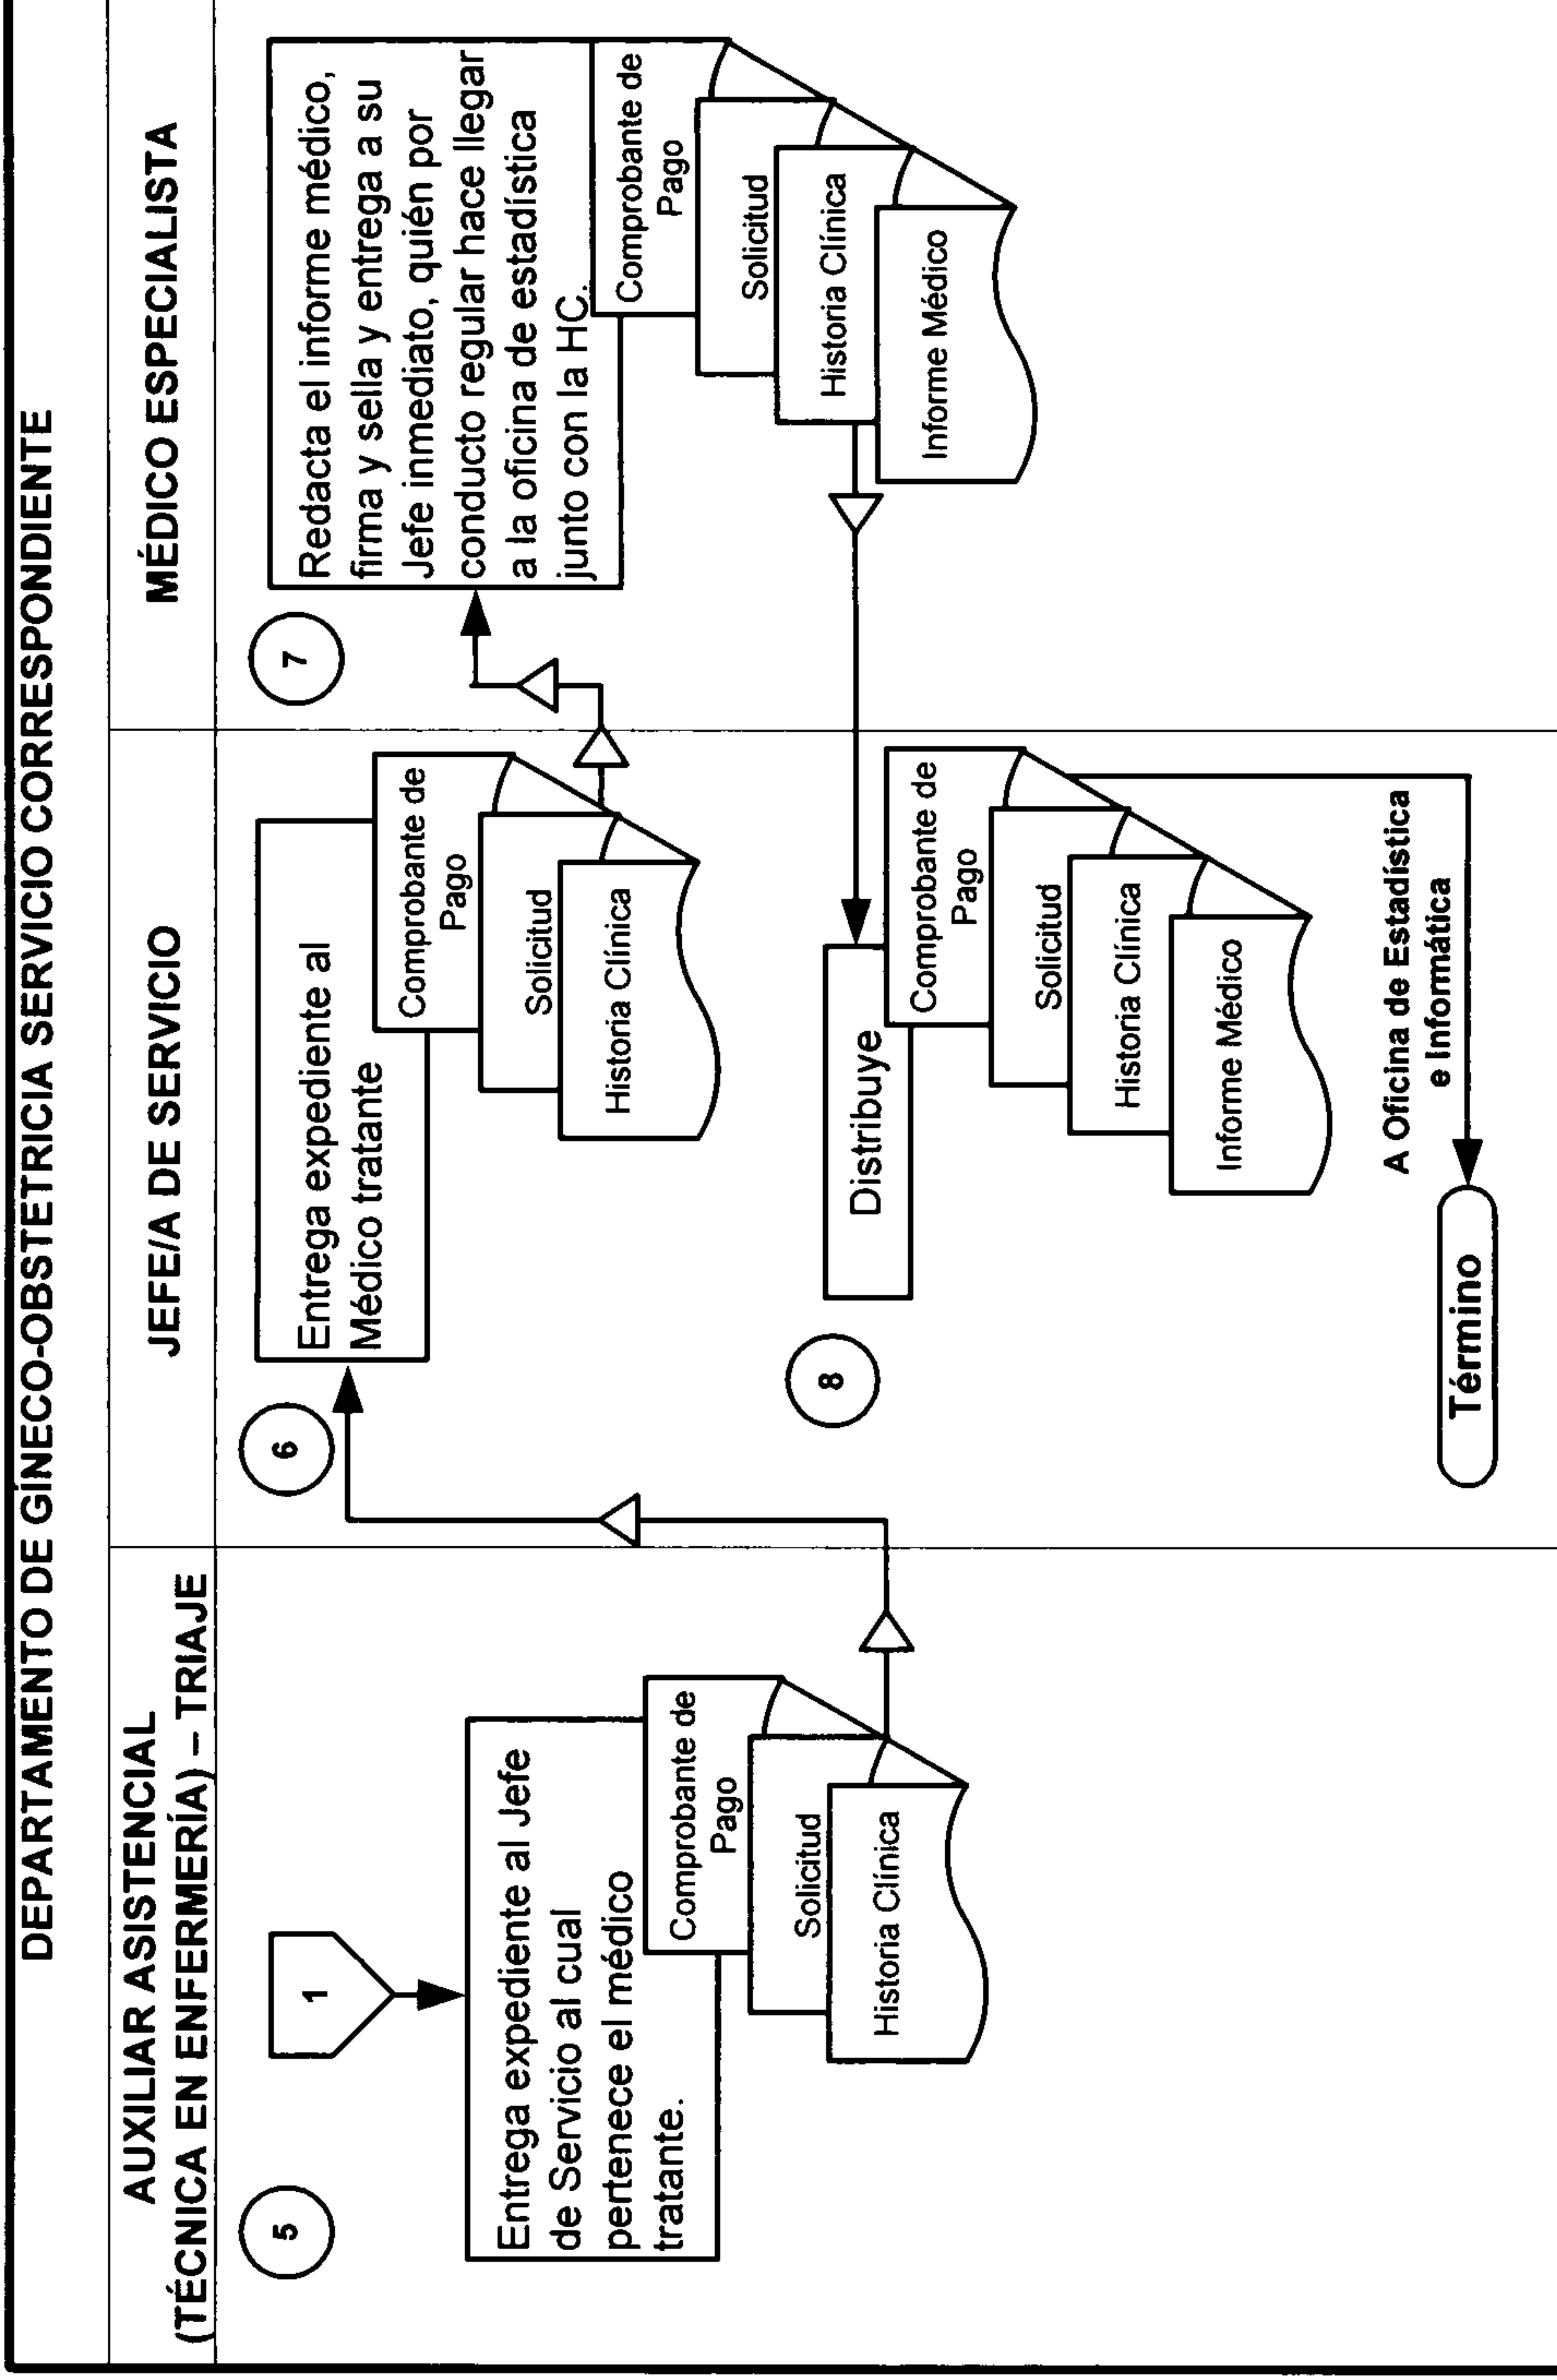 DEPARTAMENTO DE GÍNECO-OBSTETRICIA SERVICIO CORRESPONDIENTE
AUXILIAR ASISTENCIAL
(TÉCNICA EN ENFERMERÍA) – TRIAJE
JEFE/A DE SERVICIO
MÉDICO ESPECIALISTA
5
1
Entrega expediente al Jefe
de Servicio al cual
pertenece el médico
tratante.
Comprobante de
Pago
Solicitud
Historia Clínica
6
Entrega expediente al
Médico tratante
Comprobante de
Pago
Solicitud
Historia Clínica
7
Redacta el informe médico,
firma y sella y entrega a su
Jefe inmediato, quién por
conducto regular hace llegar
a la oficina de estadística
junto con la HC.
Comprobante de
Pago
Solicitud
Historia Clínica
Informe Médico
8
Distribuye
Comprobante de
Pago
Solicitud
Historia Clínica
Informe Médico
A Oficina de Estadística
e Informática
Término